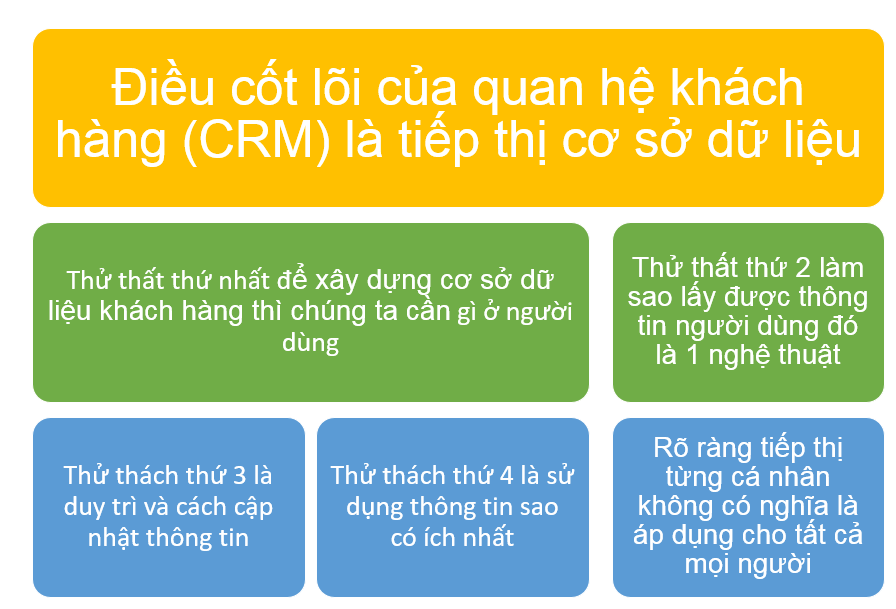 Điều cốt lõi của quan hệ khách
hàng (CRM) là tiếp thị cơ sở dữ liệu
Thử thất thứ nhất để xây dựng cơ sở dữ
liệu khách hàng thì chúng ta cần gì ở người
dùng
Thử thất thứ 2 làm
sao lấy được thông
tin người dùng đó
là 1 nghệ thuật
Thử thách thứ 3 là
duy trì và cách cập
nhật thông tin
Thử thách thứ 4 là sử
dụng thông tin sao
có ích nhất
Rõ ràng tiếp thị
từng cá nhân
không có nghĩa là
áp dụng cho tất cả
mọi người